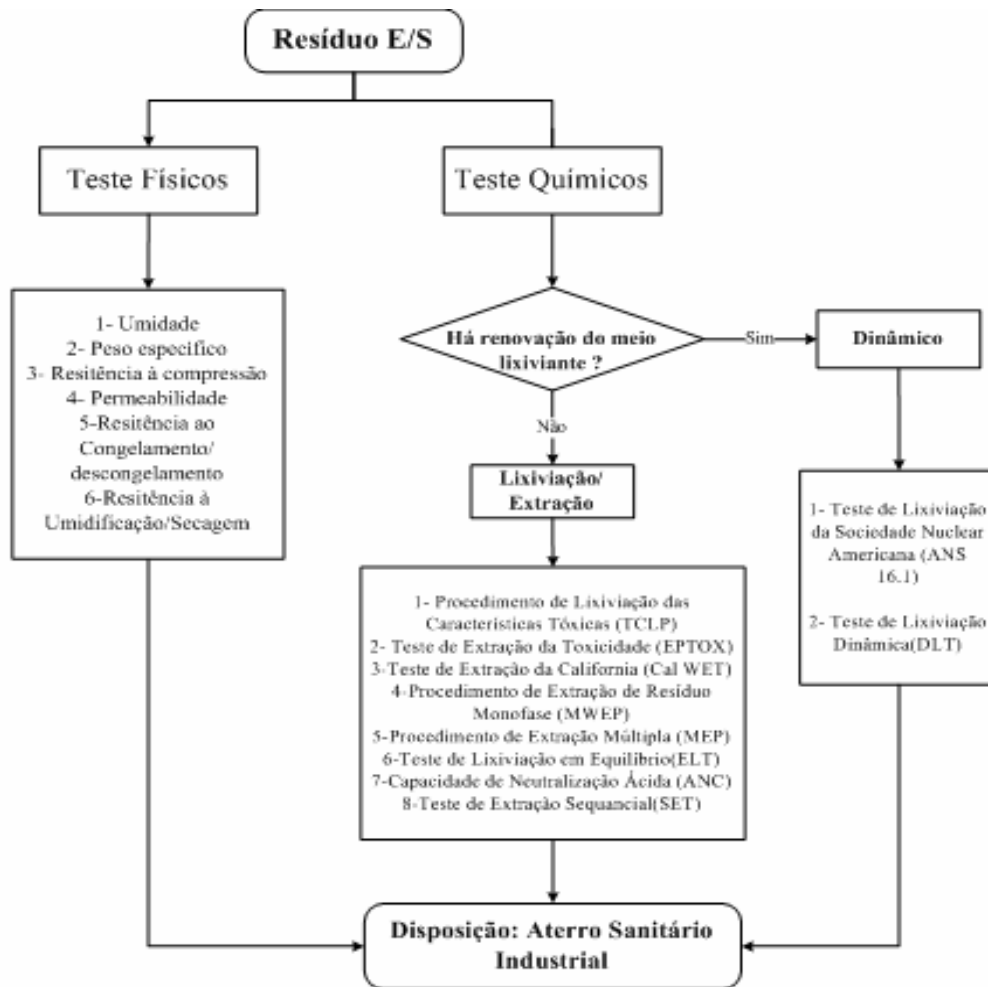 Resíduo E/S
Teste Físicos
Teste Químicos
1- Umidade
2- Peso específico
3- Resitência à compressão
4- Permeabilidade
5-Resitência ao
Congelamento/
descongelamento
6-Resitência à
Umidificação/Secagem
Há renovação do meio
lixiviante ?
Sim
Dinâmico
Não
Lixiviação/
Extração
1- Teste de Lixiviação
da Sociedade Nuclear
Americana (ANS
16.1)
2- Teste de Lixiviação
Dinâmica(DLT)
1- Procedimento de Lixiviação das
Características Tóxicas (TCLP)
2- Teste de Extração da Toxicidade (EPTOX)
3-Teste de Extração da California (Cal WET)
4-Procedimento de Extração de Resíduo
Monofase (MWEP)
5-Procedimento de Extração Múltipla (MEP)
6-Teste de Lixiviação em Equilíbrio(ELT)
7-Capacidade de Neutralização Ácida (ANC)
8-Teste de Extração Sequancial(SET)
Disposição: Aterro Sanitário
Industrial